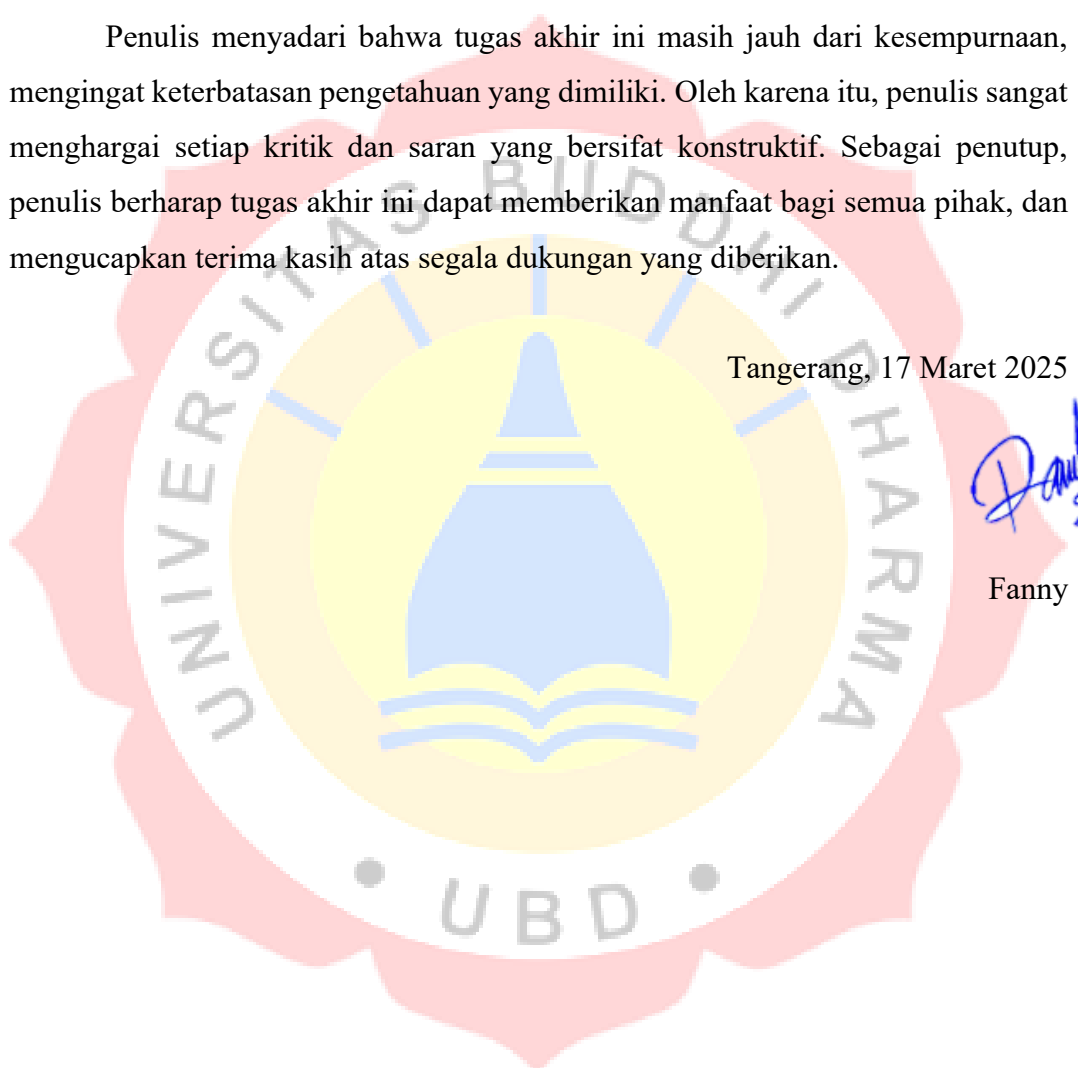 Penulis menyadari bahwa tugas akhir ini masih jauh dari kesempurnaan,
mengingat keterbatasan pengetahuan yang dimiliki. Oleh karena itu, penulis sangat
menghargai setiap kritik dan saran yang bersifat konstruktif. Sebagai penutup,
penulis berharap tugas akhir ini dapat memberikan manfaat bagi semua pihak, dan
mengucapkan terima kasih atas segala dukungan yang diberikan.
Tangerang, 17 Maret 2025
Fanny
UNIVERSITAS BUDDHI DHARMA
• UBD •